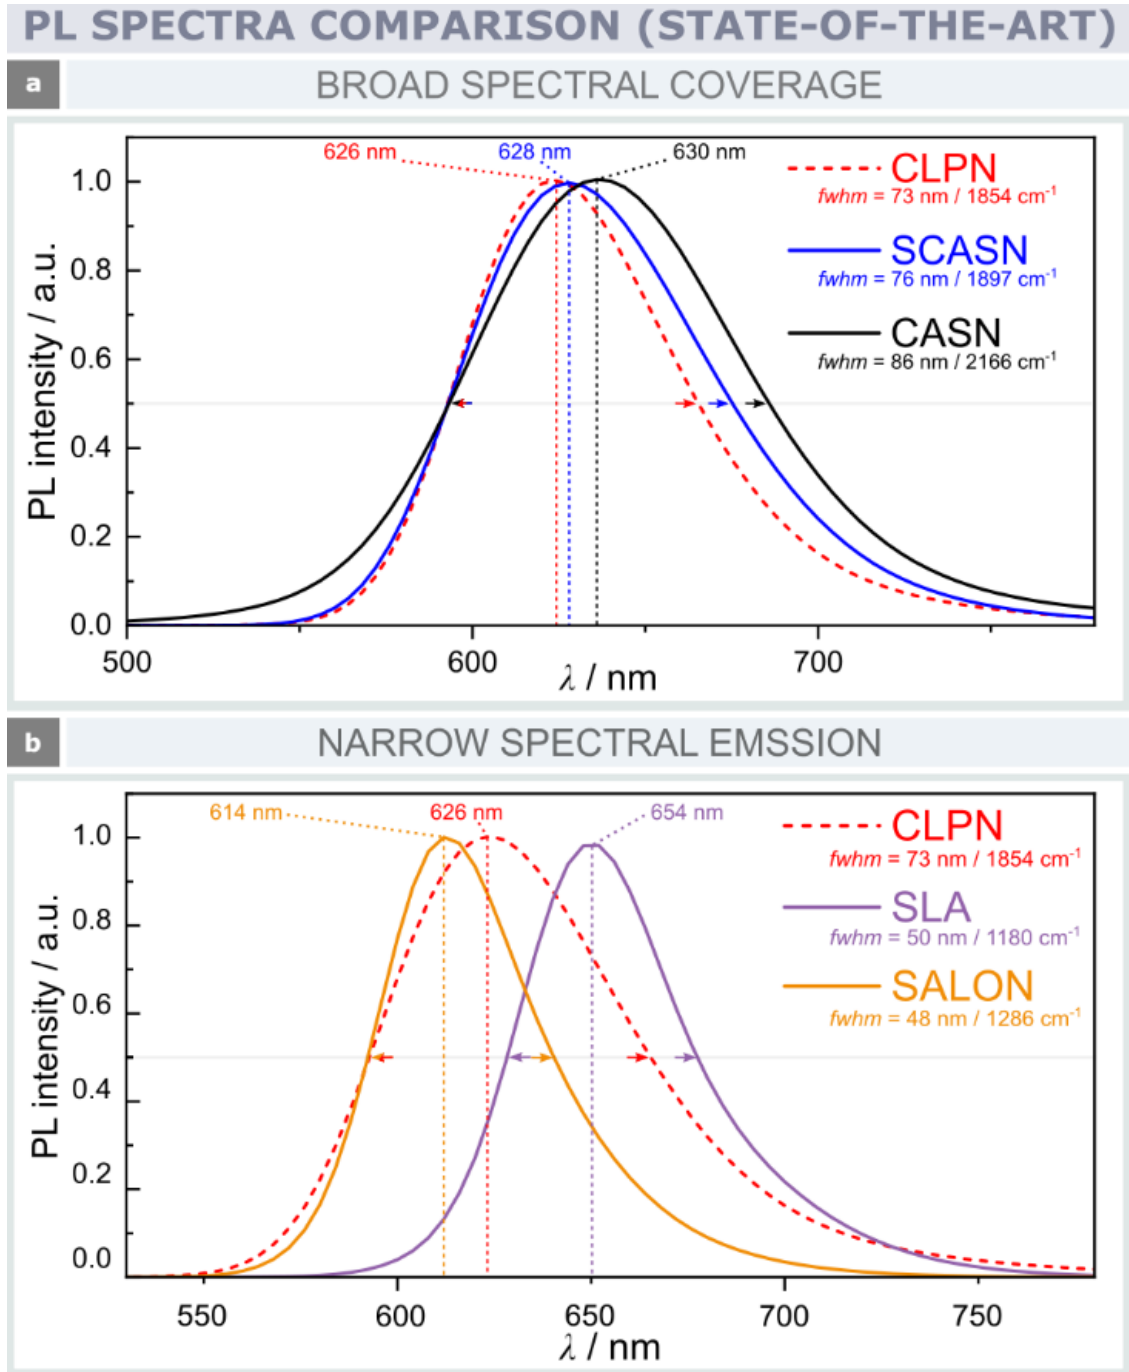 PL SPECTRA COMPARISON (STATE-OF-THE-ART)
a
BROAD SPECTRAL COVERAGE
626 nm
628 nm
630 nm
CLPN
fwhm = 73 nm / 1854 cm⁻¹
SCASN
fwhm = 76 nm / 1897 cm⁻¹
CASN
fwhm = 86 nm / 2166 cm⁻¹
PL intensity / a.u.
1.0
0.8
0.6
0.4
0.2
0.0
500
600
700
λ / nm
b
NARROW SPECTRAL EMSSION
614 nm
626 nm
654 nm
CLPN
fwhm = 73 nm / 1854 cm⁻¹
SLA
fwhm = 50 nm / 1180 cm⁻¹
SALON
fwhm = 48 nm / 1286 cm⁻¹
PL intensity / a.u.
1.0
0.8
0.6
0.4
0.2
0.0
550
600
650
700
750
λ / nm